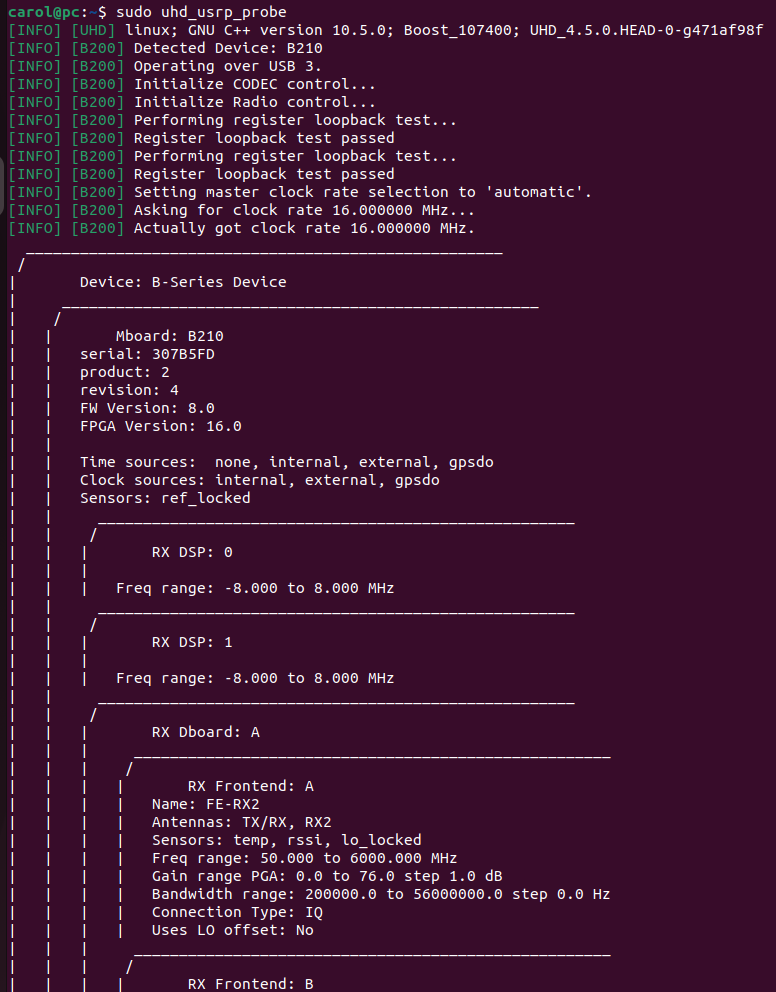 carol@pc:~$ sudo uhd_usrp_probe
[INFO] [UHD] linux; GNU C++ version 10.5.0; Boost_107400; UHD_4.5.0.HEAD-0-g471af98f
[INFO] [B200] Detected Device: B210
[INFO] [B200] Operating over USB 3.
[INFO] [B200] Initialize CODEC control...
[INFO] [B200] Initialize Radio control...
[INFO] [B200] Performing register loopback test...
[INFO] [B200] Register loopback test passed
[INFO] [B200] Performing register loopback test...
[INFO] [B200] Register loopback test passed
[INFO] [B200] Setting master clock rate selection to 'automatic'.
[INFO] [B200] Asking for clock rate 16.000000 MHz...
[INFO] [B200] Actually got clock rate 16.000000 MHz.
  _____________________________________________________
 /
|       Device: B-Series Device
|     _____________________________________________________
|    /
|   |       Mboard: B210
|   |   serial: 307B5FD
|   |   product: 2
|   |   revision: 4
|   |   FW Version: 8.0
|   |   FPGA Version: 16.0
|   |
|   |   Time sources:  none, internal, external, gpsdo
|   |   Clock sources: internal, external, gpsdo
|   |   Sensors: ref_locked
|   |     _____________________________________________________
|   |    /
|   |   |       RX DSP: 0
|   |   |
|   |   |   Freq range: -8.000 to 8.000 MHz
|   |     _____________________________________________________
|   |    /
|   |   |       RX DSP: 1
|   |   |
|   |   |   Freq range: -8.000 to 8.000 MHz
|   |     _____________________________________________________
|   |    /
|   |   |       RX Dboard: A
|   |   |     _____________________________________________________
|   |   |    /
|   |   |   |       RX Frontend: A
|   |   |   |   Name: FE-RX2
|   |   |   |   Antennas: TX/RX, RX2
|   |   |   |   Sensors: temp, rssi, lo_locked
|   |   |   |   Freq range: 50.000 to 6000.000 MHz
|   |   |   |   Gain range PGA: 0.0 to 76.0 step 1.0 dB
|   |   |   |   Bandwidth range: 200000.0 to 56000000.0 step 0.0 Hz
|   |   |   |   Connection Type: IQ
|   |   |   |   Uses LO offset: No
|   |   |     _____________________________________________________
|   |   |    /
|   |   |   |       RX Frontend: B